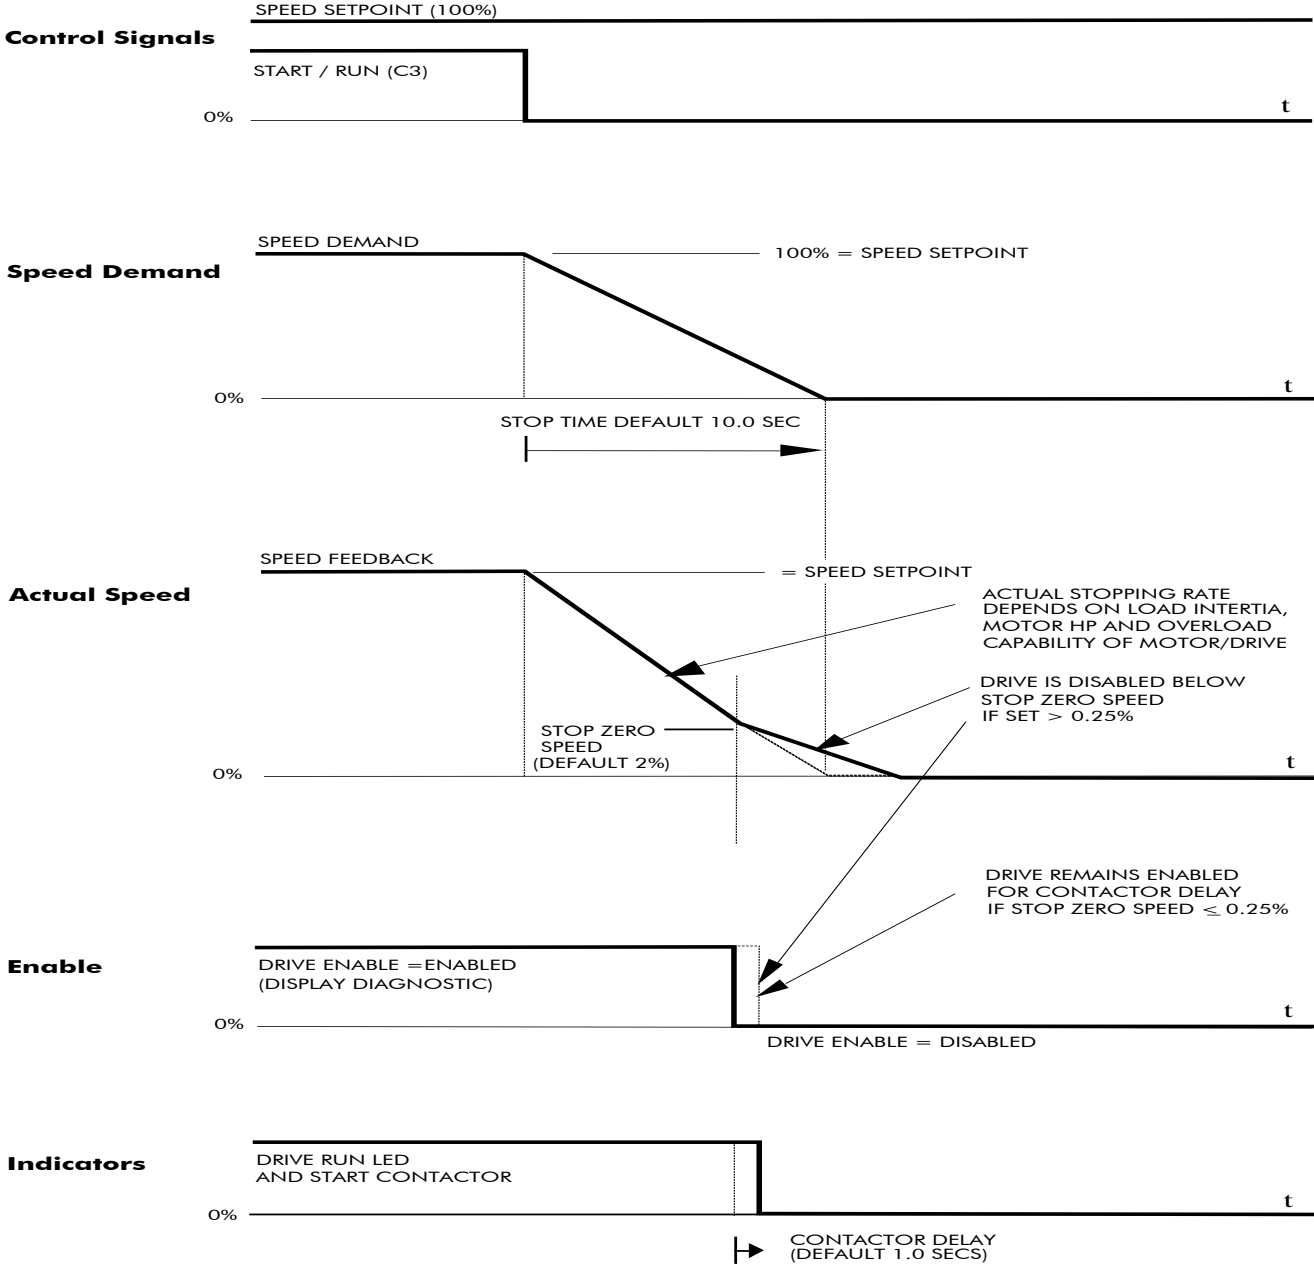 SPEED SETPOINT (100%)
Control Signals
START / RUN (C3)
0%
t
SPEED DEMAND
100% = SPEED SETPOINT
Speed Demand
0%
t
STOP TIME DEFAULT 10.0 SEC
SPEED FEEDBACK
= SPEED SETPOINT
Actual Speed
ACTUAL STOPPING RATE
DEPENDS ON LOAD INTERTIA,
MOTOR HP AND OVERLOAD
CAPABILITY OF MOTOR/DRIVE
DRIVE IS DISABLED BELOW
STOP ZERO SPEED
IF SET > 0.25%
STOP ZERO
SPEED
(DEFAULT 2%)
0%
t
DRIVE REMAINS ENABLED
FOR CONTACTOR DELAY
IF STOP ZERO SPEED ≤ 0.25%
Enable
DRIVE ENABLE =ENABLED
(DISPLAY DIAGNOSTIC)
0%
t
DRIVE ENABLE = DISABLED
Indicators
DRIVE RUN LED
AND START CONTACTOR
0%
t
CONTACTOR DELAY
(DEFAULT 1.0 SECS)